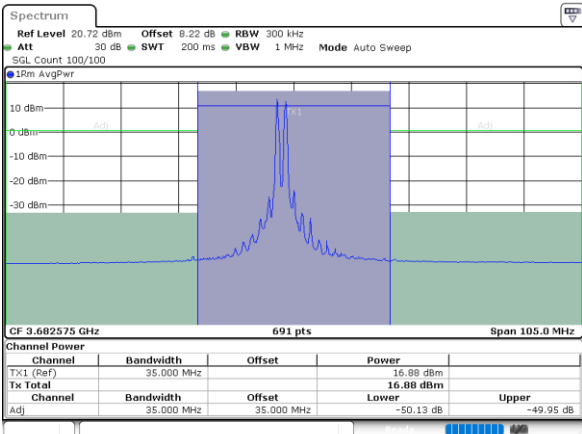 Spectrum
Ref Level 20.72 dBm Offset 8.22 dB RBW 300 kHz
Att 30 dB SWT 200 ms VBW 1 MHz Mode Auto Sweep
SGL Count 100/100
1Rm AvgPwr
10 dBm
TX1
Adj Adj
0 dBm
-10 dBm
-20 dBm
-30 dBm
CF 3.682575 GHz 691 pts Span 105.0 MHz
Channel Power
Channel Bandwidth Offset Power
TX1 (Ref) 35.000 MHz 16.88 dBm
Tx Total 16.88 dBm
Channel Bandwidth Offset Lower Upper
Adj 35.000 MHz 35.000 MHz -50.13 dB -49.95 dB
Ready